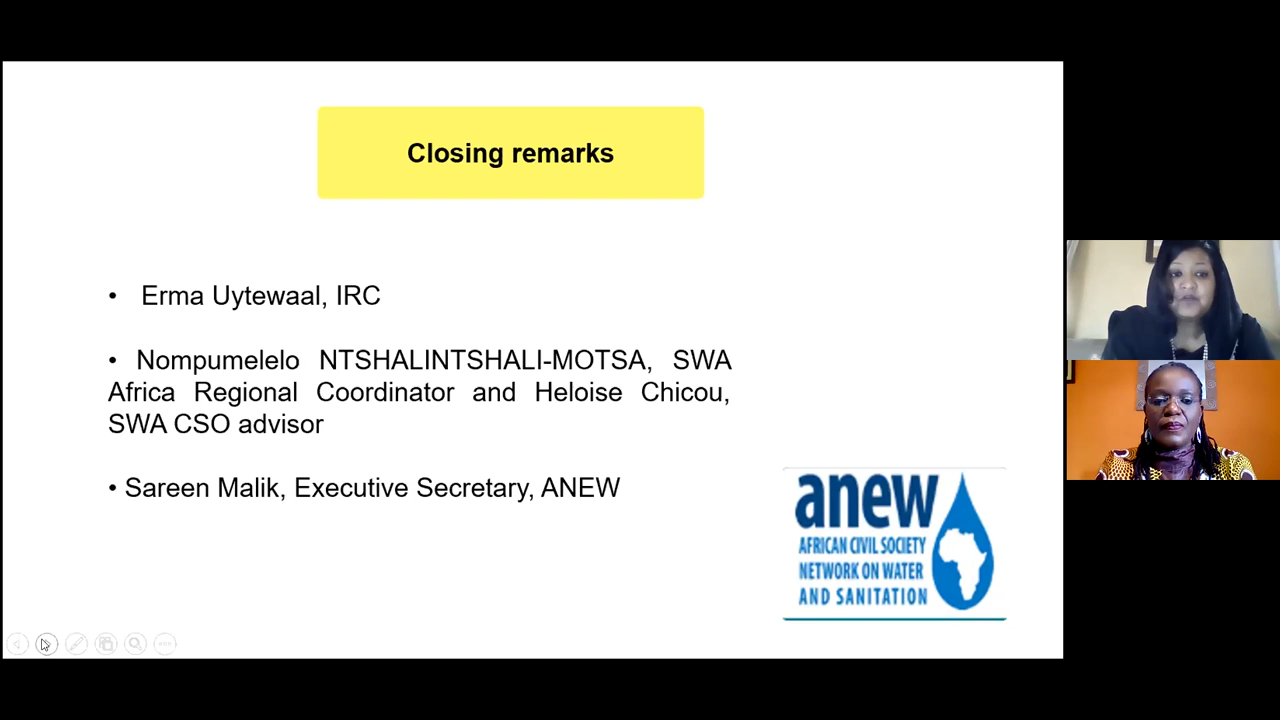 Closing remarks
• Erma Uytewaal, IRC
• Nompumelelo NTSHALINTSHALI-MOTSA, SWA
Africa Regional Coordinator and Heloise Chicou,
SWA CSO advisor
• Sareen Malik, Executive Secretary, ANEW
anew
AFRICAN CIVIL SOCIETY
NETWORK ON WATER
AND SANITATION